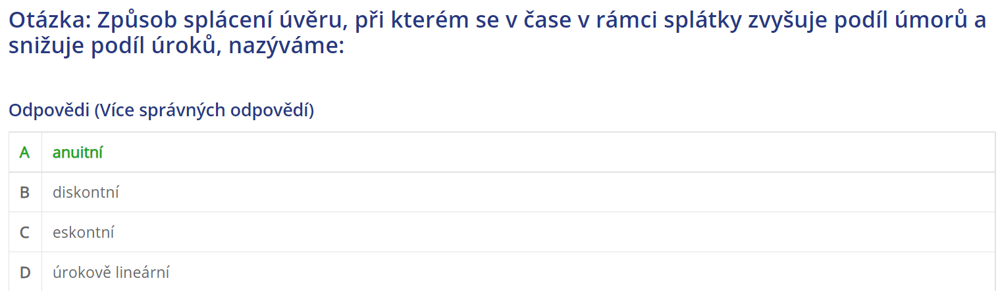 Otázka: Způsob splácení úvěru, při kterém se v čase v rámci splátky zvyšuje podíl úmorů a
snižuje podíl úroků, nazýváme:
Odpovědi (Více správných odpovědí)
A anuitní
B diskontní
C eskontní
D úrokově lineární